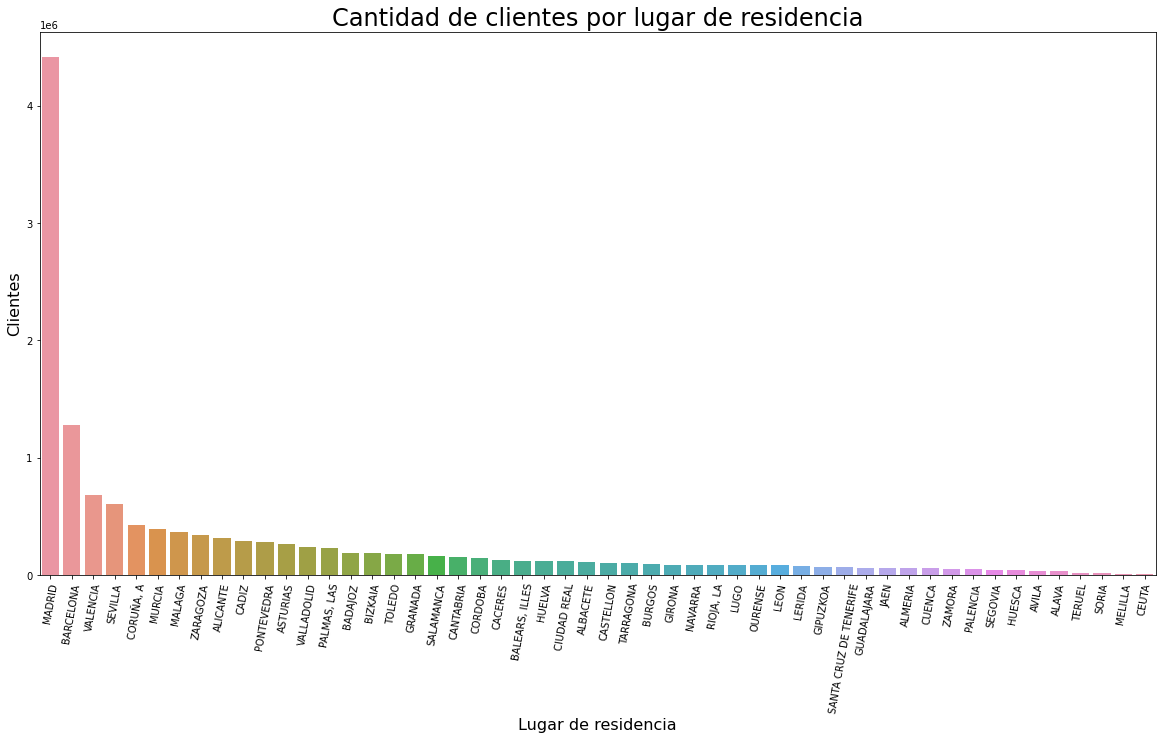 Cantidad de clientes por lugar de residencia
1e6
4
3
2
1
0
Clientes
MADRID
BARCELONA
VALENCIA
SEVILLA
CORUÑA, A
MURCIA
MALAGA
ZARAGOZA
ALICANTE
CADIZ
PONTEVEDRA
ASTURIAS
VALLADOLID
PALMAS, LAS
BADAJOZ
BIZKAIA
TOLEDO
GRANADA
SALAMANCA
CANTABRIA
CORDOBA
CACERES
BALEARS, ILLES
HUELVA
CIUDAD REAL
ALBACETE
CASTELLON
TARRAGONA
BURGOS
GIRONA
NAVARRA
RIOJA, LA
LUGO
OURENSE
LEON
LERIDA
GIPUZKOA
SANTA CRUZ DE TENERIFE
GUADALAJARA
JAEN
ALMERIA
CUENCA
ZAMORA
PALENCIA
SEGOVIA
HUESCA
AVILA
ALAVA
TERUEL
SORIA
MELILLA
CEUTA
Lugar de residencia